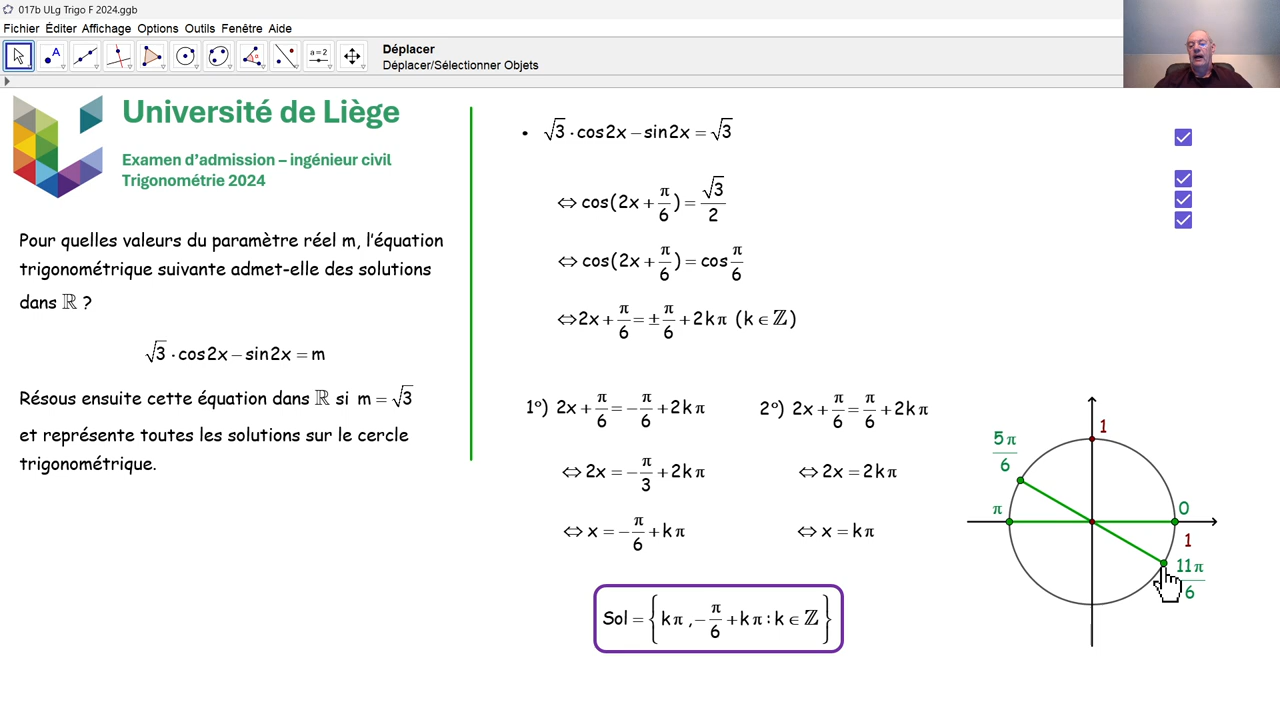 017b ULg Trigo F 2024.ggb
Fichier Éditer Affichage Options Outils Fenêtre Aide
A
a=2
Déplacer
Déplacer/Sélectionner Objets
Université de Liège
Examen d'admission – ingénieur civil
Trigonométrie 2024
Pour quelles valeurs du paramètre réel m, l'équation
trigonométrique suivante admet-elle des solutions
dans ℝ ?
√3 · cos2x – sin2x = m
Résous ensuite cette équation dans ℝ si m = √3
et représente toutes les solutions sur le cercle
trigonométrique.
• √3 · cos2x – sin2x = √3
⇔ cos(2x + π/6) = √3/2
⇔ cos(2x + π/6) = cos π/6
⇔ 2x + π/6 = ± π/6 + 2kπ (k ∈ ℤ)
1°) 2x + π/6 = – π/6 + 2kπ
⇔ 2x = – π/3 + 2kπ
⇔ x = – π/6 + kπ
2°) 2x + π/6 = π/6 + 2kπ
⇔ 2x = 2kπ
⇔ x = kπ
Sol = {kπ , – π/6 + kπ : k ∈ ℤ}
1
5π/6
π
0
1
11π/6